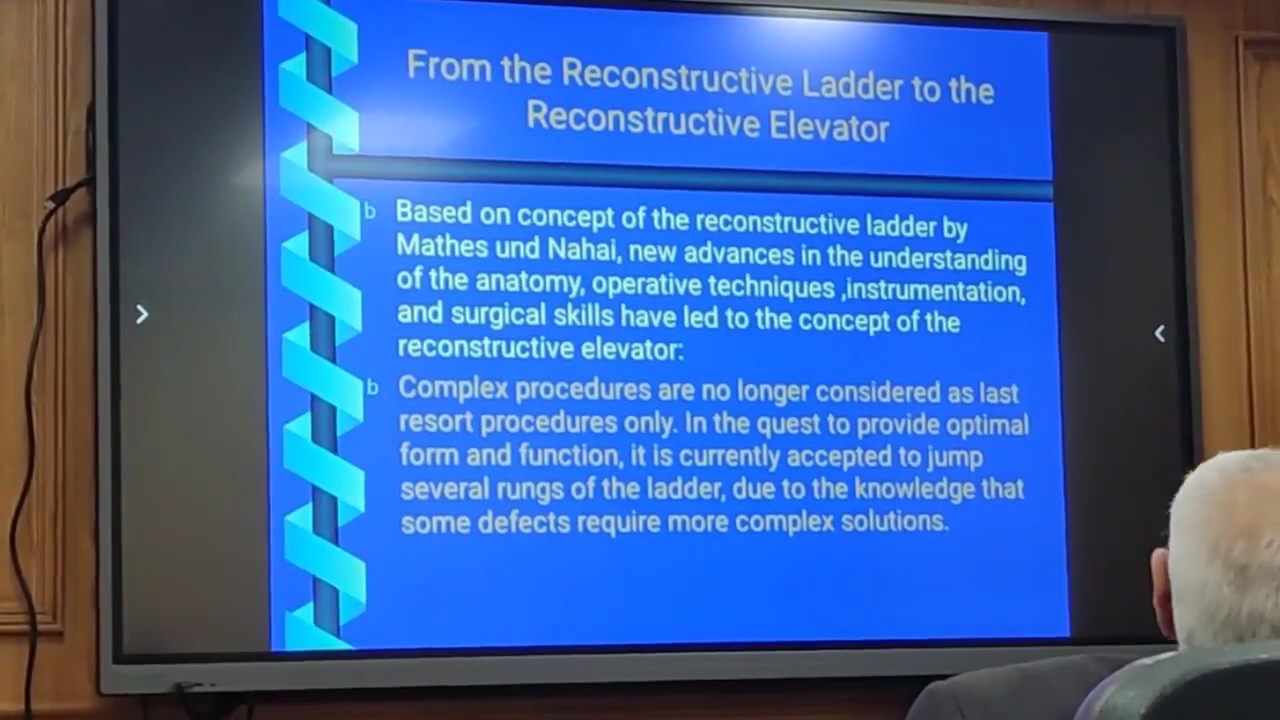 From the Reconstructive Ladder to the
Reconstructive Elevator
b Based on concept of the reconstructive ladder by
Mathes und Nahai, new advances in the understanding
of the anatomy, operative techniques ,instrumentation,
and surgical skills have led to the concept of the
reconstructive elevator:
b Complex procedures are no longer considered as last
resort procedures only. In the quest to provide optimal
form and function, it is currently accepted to jump
several rungs of the ladder, due to the knowledge that
some defects require more complex solutions.